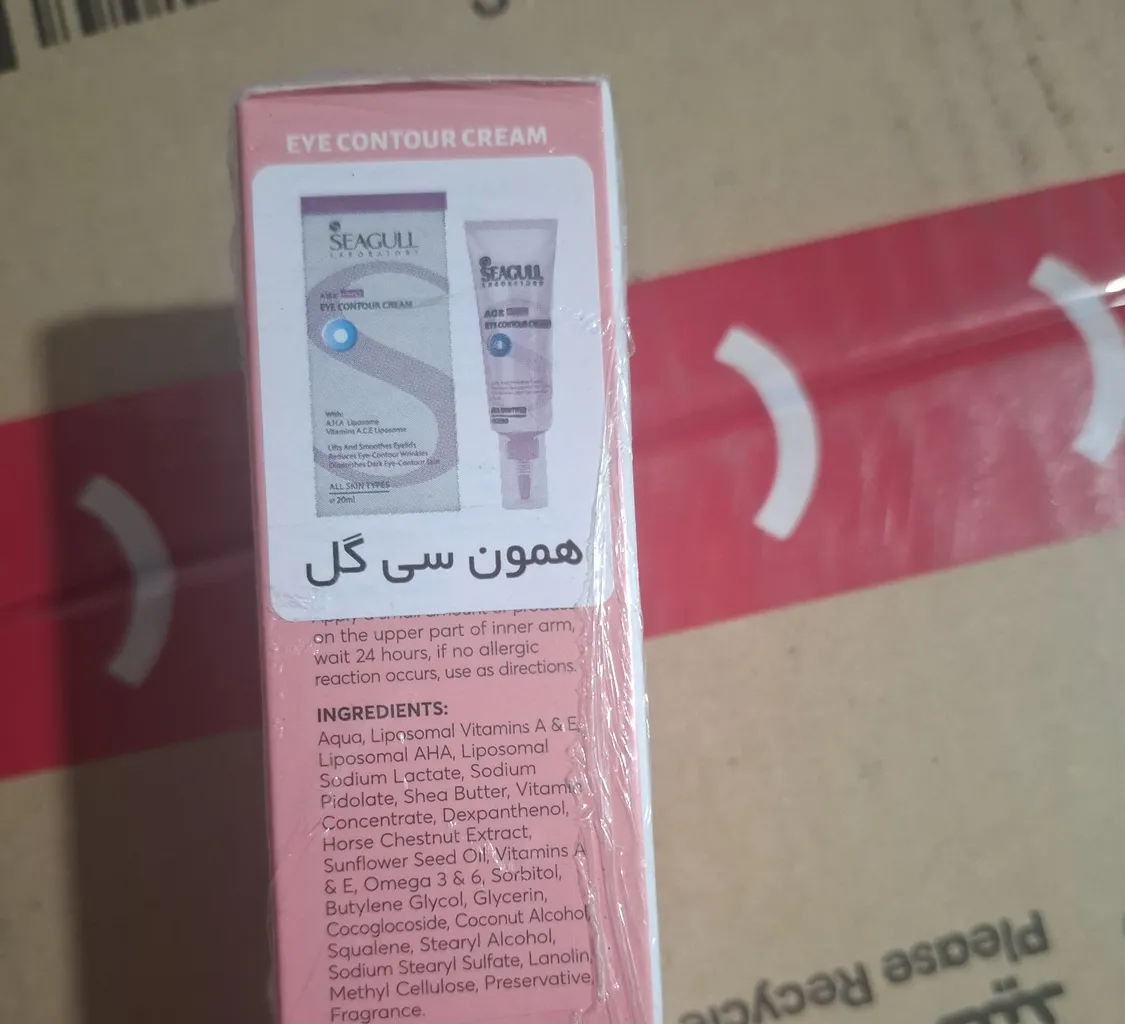 EYE CONTOUR CREAM
SEAGULL
LABORATORY
EYE CONTOUR CREAM
With:
A.H.A Liposome
Vitamins A.C.E Liposome
Lifts And Smoothes Eyelids
Reduces Eye-Contour Wrinkles
Diminishes Dark Eye-Contour Skin
ALL SKIN TYPES
20ml
SEAGULL
LABORATORY
AGE
EYE CONTOUR CREAM
همون سی گل
on the upper part of inner arm,
wait 24 hours, if no allergic
reaction occurs, use as directions.
INGREDIENTS:
Aqua, Liposomal Vitamins A & E,
Liposomal AHA, Liposomal
Sodium Lactate, Sodium
Pidolate, Shea Butter, Vitamin
Concentrate, Dexpanthenol,
Horse Chestnut Extract,
Sunflower Seed Oil, Vitamins A
& E, Omega 3 & 6, Sorbitol,
Butylene Glycol, Glycerin,
Cocoglocoside, Coconut Alcohol,
Squalene, Stearyl Alcohol,
Sodium Stearyl Sulfate, Lanolin,
Methyl Cellulose, Preservative,
Fragrance.
Please Recycle